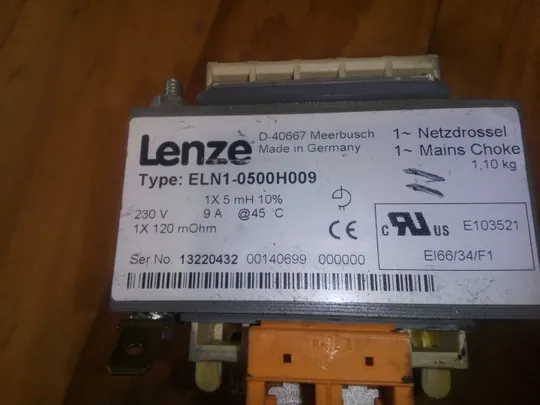 Lenze
D-40667 Meerbusch
Made in Germany
1~ Netzdrossel
1~ Mains Choke
1,10 kg
Type: ELN1-0500H009
1X 5 mH 10%
230 V 9 A @45 °C
1X 120 mOhm
CE
c RU us E103521
EI66/34/F1
Ser.No. 13220432 00140699 000000